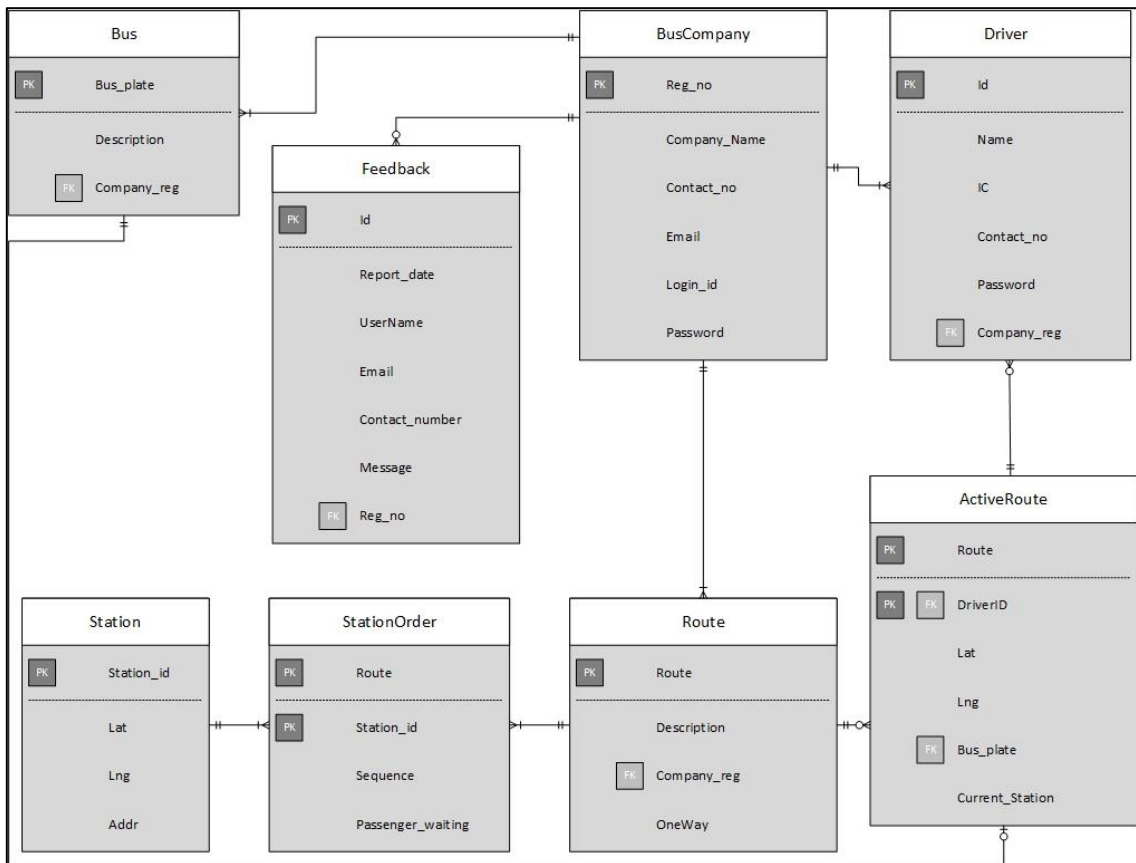 Bus
PK Bus_plate
Description
FK Company_reg
BusCompany
PK Reg_no
Company_Name
Contact_no
Email
Login_id
Password
Driver
PK Id
Name
IC
Contact_no
Password
FK Company_reg
Feedback
PK Id
Report_date
UserName
Email
Contact_number
Message
FK Reg_no
ActiveRoute
PK Route
PK FK DriverID
Lat
Lng
FK Bus_plate
Current_Station
Station
PK Station_id
Lat
Lng
Addr
StationOrder
PK Route
PK Station_id
Sequence
Passenger_waiting
Route
PK Route
Description
FK Company_reg
OneWay